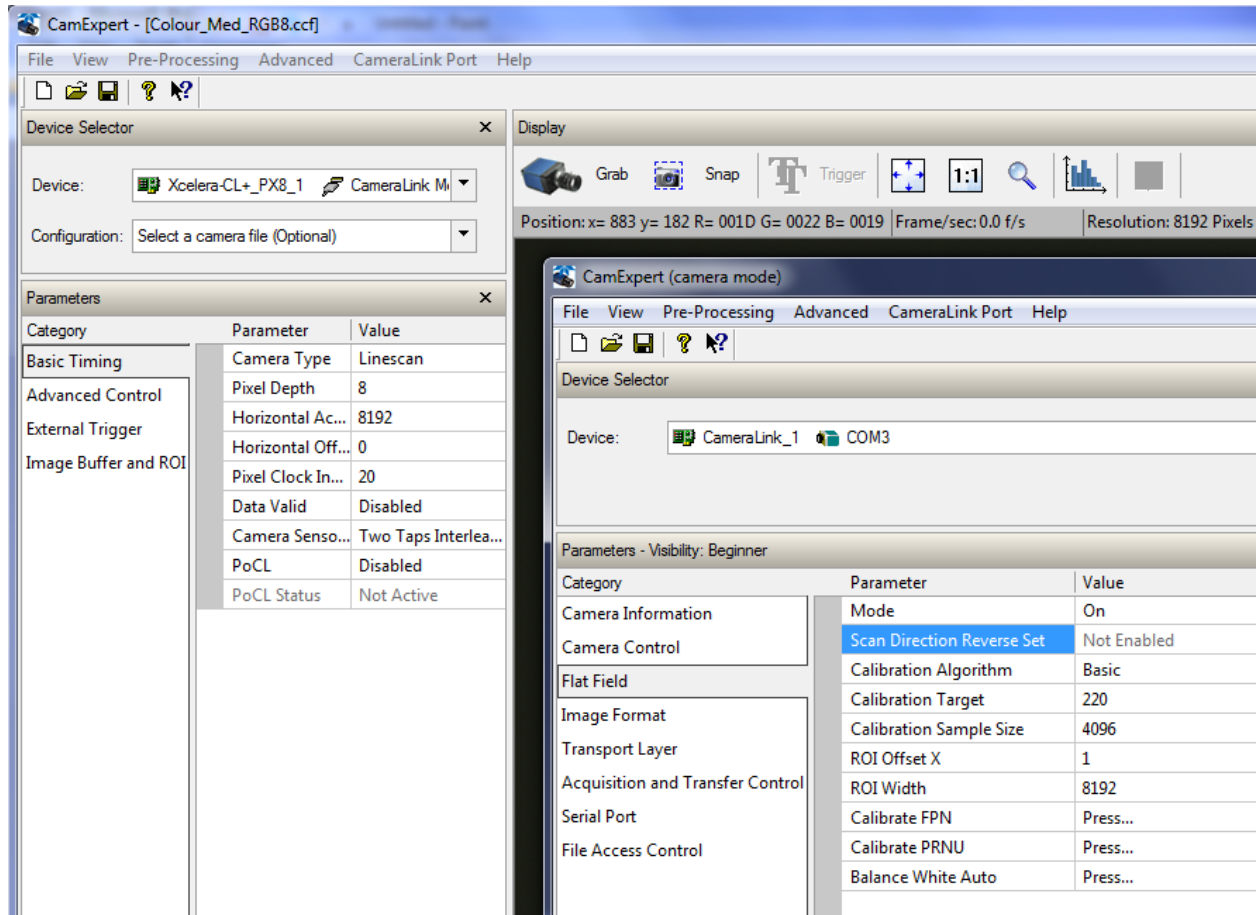 CamExpert - [Colour_Med_RGB8.ccf]
File View Pre-Processing Advanced CameraLink Port Help
Device Selector
Device: Xcelera-CL+_PX8_1 CameraLink M
Configuration: Select a camera file (Optional)
Parameters
Category Parameter Value
Basic Timing
Advanced Control
External Trigger
Image Buffer and ROI
Camera Type Linescan
Pixel Depth 8
Horizontal Ac... 8192
Horizontal Off... 0
Pixel Clock In... 20
Data Valid Disabled
Camera Senso... Two Taps Interlea...
PoCL Disabled
PoCL Status Not Active
Display
Grab Snap Trigger 1:1
Position: x= 883 y= 182 R= 001D G= 0022 B= 0019 Frame/sec: 0.0 f/s Resolution: 8192 Pixels
CamExpert (camera mode)
File View Pre-Processing Advanced CameraLink Port Help
Device Selector
Device: CameraLink_1 COM3
Parameters - Visibility: Beginner
Category Parameter Value
Camera Information
Camera Control
Flat Field
Image Format
Transport Layer
Acquisition and Transfer Control
Serial Port
File Access Control
Mode On
Scan Direction Reverse Set Not Enabled
Calibration Algorithm Basic
Calibration Target 220
Calibration Sample Size 4096
ROI Offset X 1
ROI Width 8192
Calibrate FPN Press...
Calibrate PRNU Press...
Balance White Auto Press...